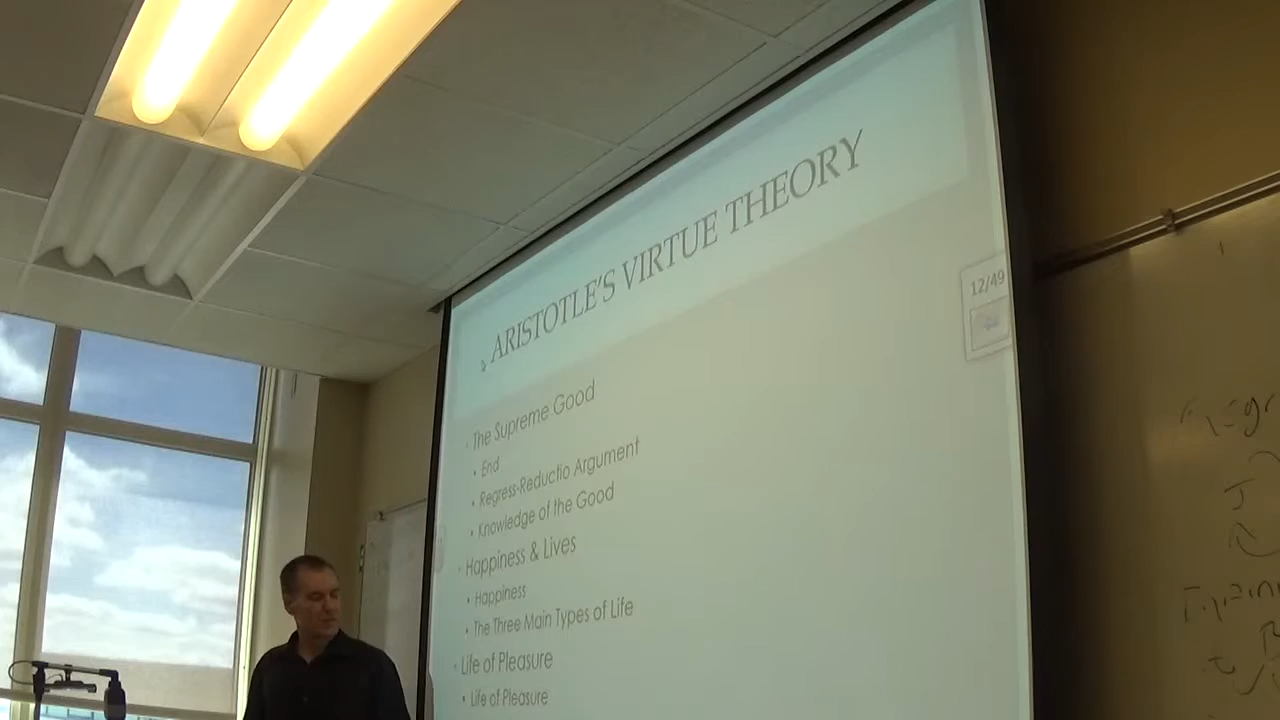 ARISTOTLE'S VIRTUE THEORY
12/49
The Supreme Good
End
Regress-Reductio Argument
Knowledge of the Good
Happiness & Lives
Happiness
The Three Main Types of Life
Life of Pleasure
Life of Pleasure